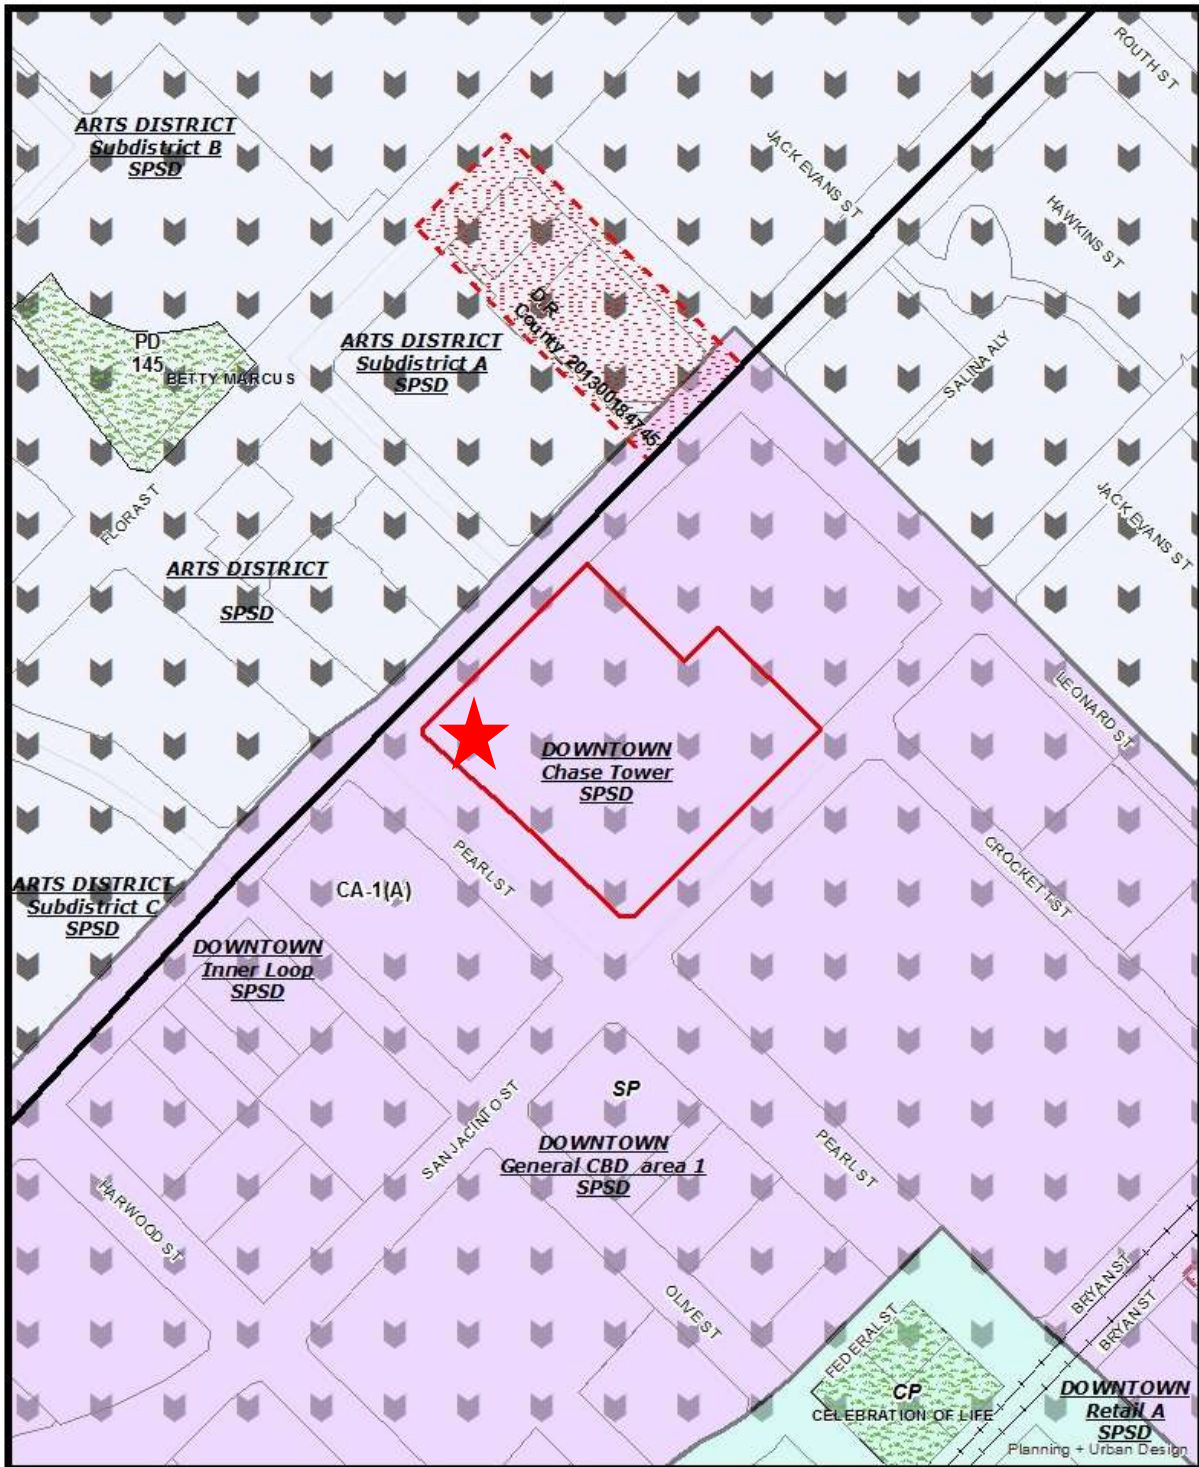 ROUTH ST
ARTS DISTRICT
Subdistrict B
SPSD
JACK EVANS ST
HAWKINS ST
D.R.
County_201300184745
PD
145
BETTY MARCUS
ARTS DISTRICT
Subdistrict A
SPSD
SALINA ALY
FLORA ST
JACK EVANS ST
ARTS DISTRICT
SPSD
LEONARD ST
DOWNTOWN
Chase Tower
SPSD
PEARL ST
CROCKETT ST
ARTS DISTRICT
Subdistrict C
SPSD
CA-1(A)
DOWNTOWN
Inner Loop
SPSD
SP
SAN JACINTO ST
DOWNTOWN
General CBD area 1
SPSD
PEARL ST
HARWOOD ST
OLIVE ST
BRYAN ST
BRYAN ST
FEDERAL ST
CP
CELEBRATION OF LIFE
DOWNTOWN
Retail A
SPSD
Planning + Urban Design